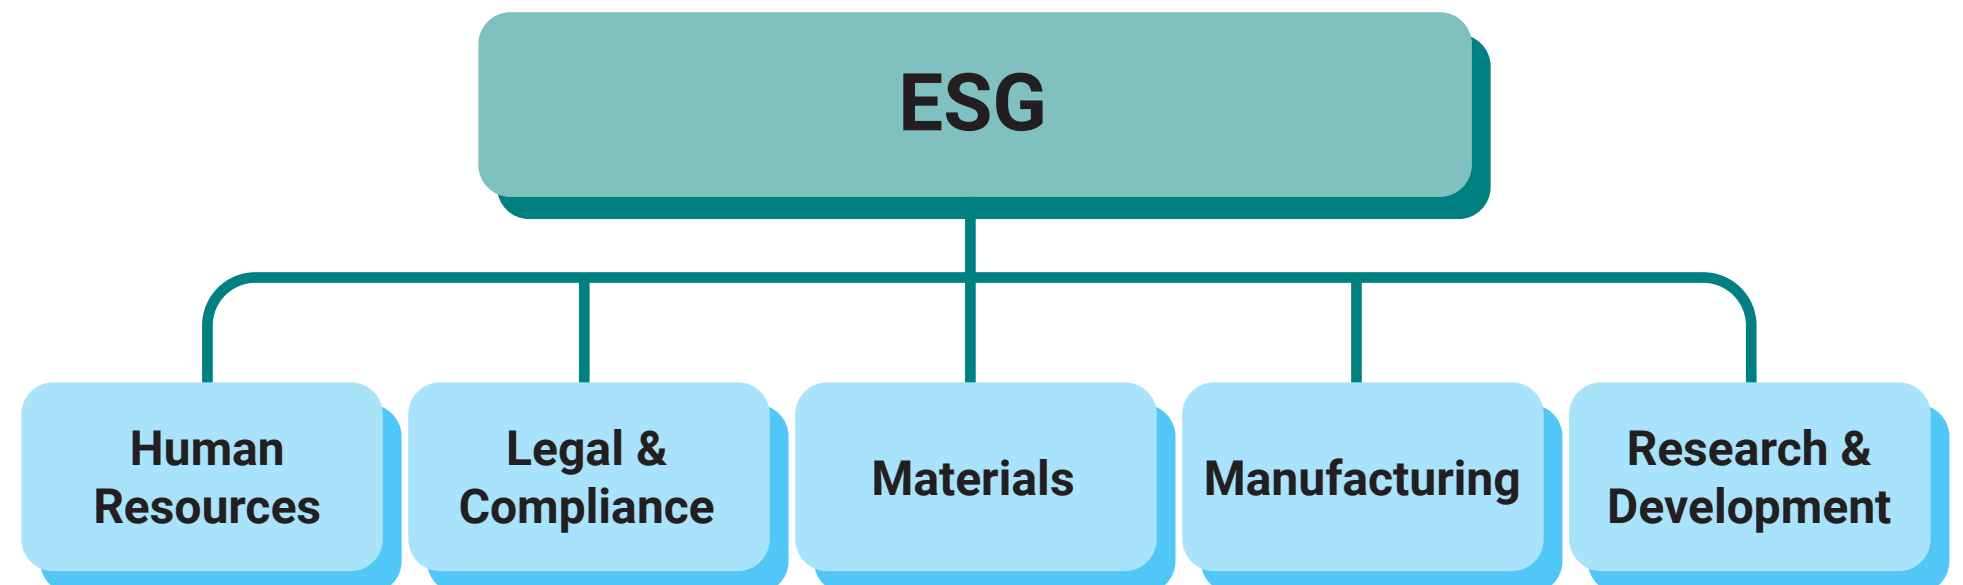 ESG
Human
Resources
Legal &
Compliance
Materials
Manufacturing
Research &
Development